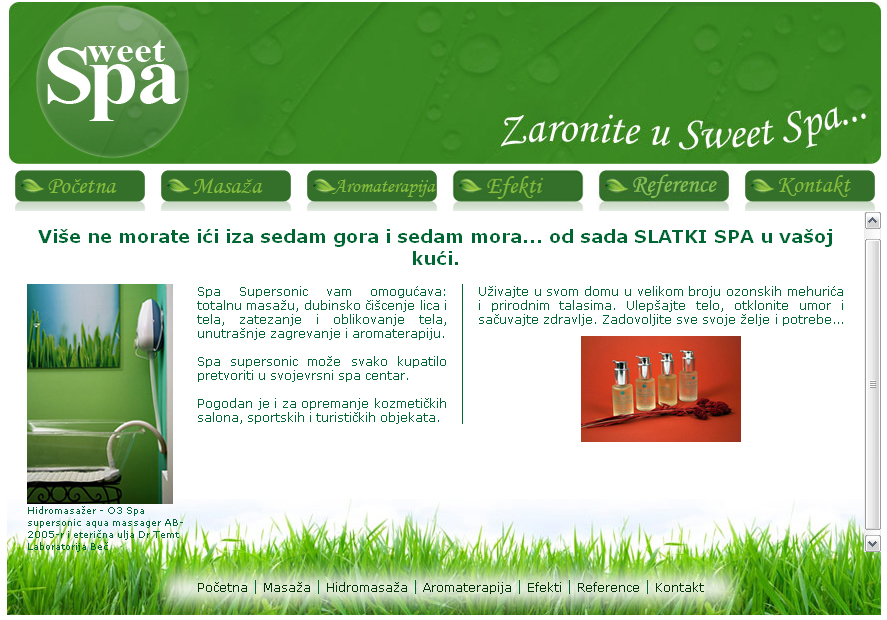 Sweet
Spa
Zaronite u Sweet Spa...
Početna
Masaža
Aromaterapija
Efekti
Reference
Kontakt
Više ne morate ići iza sedam gora i sedam mora... od sada SLATKI SPA u vašoj
kući.
Spa Supersonic vam omogućava:
totalnu masažu, dubinsko čišcenje lica i
tela, zatezanje i oblikovanje tela,
unutrašnje zagrevanje i aromaterapiju.
Spa supersonic može svako kupatilo
pretvoriti u svojevrsni spa centar.
Pogodan je i za opremanje kozmetičkih
salona, sportskih i turističkih objekata.
Uživajte u svom domu u velikom broju ozonskih mehurića
i prirodnim talasima. Ulepšajte telo, otklonite umor i
sačuvajte zdravlje. Zadovoljite sve svoje želje i potrebe...
Hidromasažer - O3 Spa
supersonic aqua massager AB-
2005-r i eterična ulja Dr Temt
Laboratorija Beč.
Početna | Masaža | Hidromasaža | Aromaterapija | Efekti | Reference | Kontakt